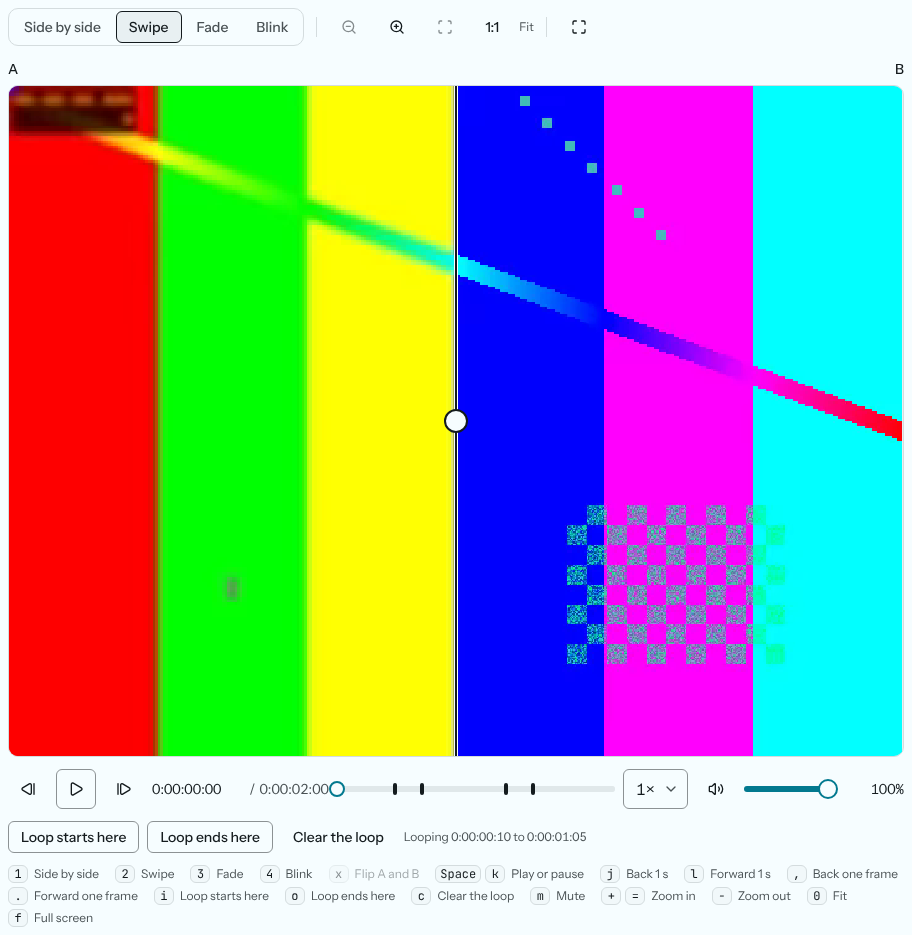 Side by side Swipe Fade Blink 1:1 Fit
A B
0:00:00:00 / 0:00:02:00 1× 100%
Loop starts here Loop ends here Clear the loop Looping 0:00:00:10 to 0:00:01:05
1 Side by side 2 Swipe 3 Fade 4 Blink x Flip A and B Space k Play or pause j Back 1 s l Forward 1 s , Back one frame
. Forward one frame i Loop starts here o Loop ends here c Clear the loop m Mute + = Zoom in - Zoom out 0 Fit
f Full screen